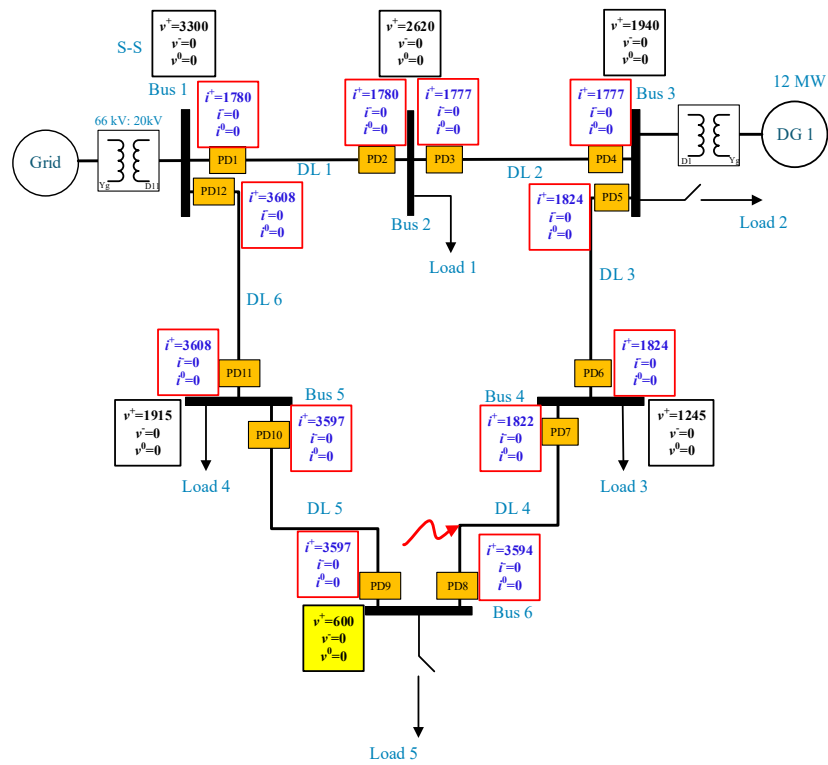 v⁺=3300
v⁻=0
v⁰=0
v⁺=2620
v⁻=0
v⁰=0
v⁺=1940
v⁻=0
v⁰=0
S-S
Bus 1
i⁺=1780
i⁻=0
i⁰=0
i⁺=1780
i⁻=0
i⁰=0
i⁺=1777
i⁻=0
i⁰=0
i⁺=1777
i⁻=0
i⁰=0
Bus 3
12 MW
66 kV: 20kV
Grid
Yg
D11
PD1
DL 1
PD2
PD3
DL 2
PD4
D1
Yg
DG 1
PD12
i⁺=3608
i⁻=0
i⁰=0
Bus 2
Load 1
i⁺=1824
i⁻=0
i⁰=0
PD5
Load 2
DL 6
DL 3
i⁺=3608
i⁻=0
i⁰=0
PD11
PD6
i⁺=1824
i⁻=0
i⁰=0
Bus 5
Bus 4
v⁺=1915
v⁻=0
v⁰=0
PD10
i⁺=3597
i⁻=0
i⁰=0
i⁺=1822
i⁻=0
i⁰=0
PD7
v⁺=1245
v⁻=0
v⁰=0
Load 4
Load 3
DL 5
DL 4
i⁺=3597
i⁻=0
i⁰=0
PD9
PD8
i⁺=3594
i⁻=0
i⁰=0
v⁺=600
v⁻=0
v⁰=0
Bus 6
Load 5